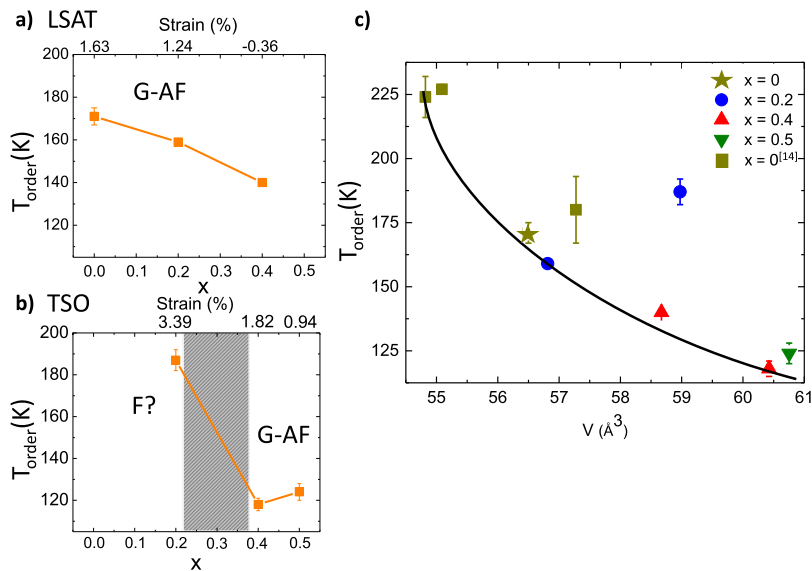 a) LSAT
Strain (%)
1.63 1.24 -0.36
200
180
160
140
T_order(K)
G-AF
0.0 0.1 0.2 0.3 0.4 0.5
x
b) TSO
Strain (%)
3.39 1.82 0.94
200
180
160
140
120
T_order(K)
F?
G-AF
0.0 0.1 0.2 0.3 0.4 0.5
x
c)
225
200
175
150
125
T_order(K)
x = 0
x = 0.2
x = 0.4
x = 0.5
x = 0[14]
55 56 57 58 59 60 61
V (Å³)